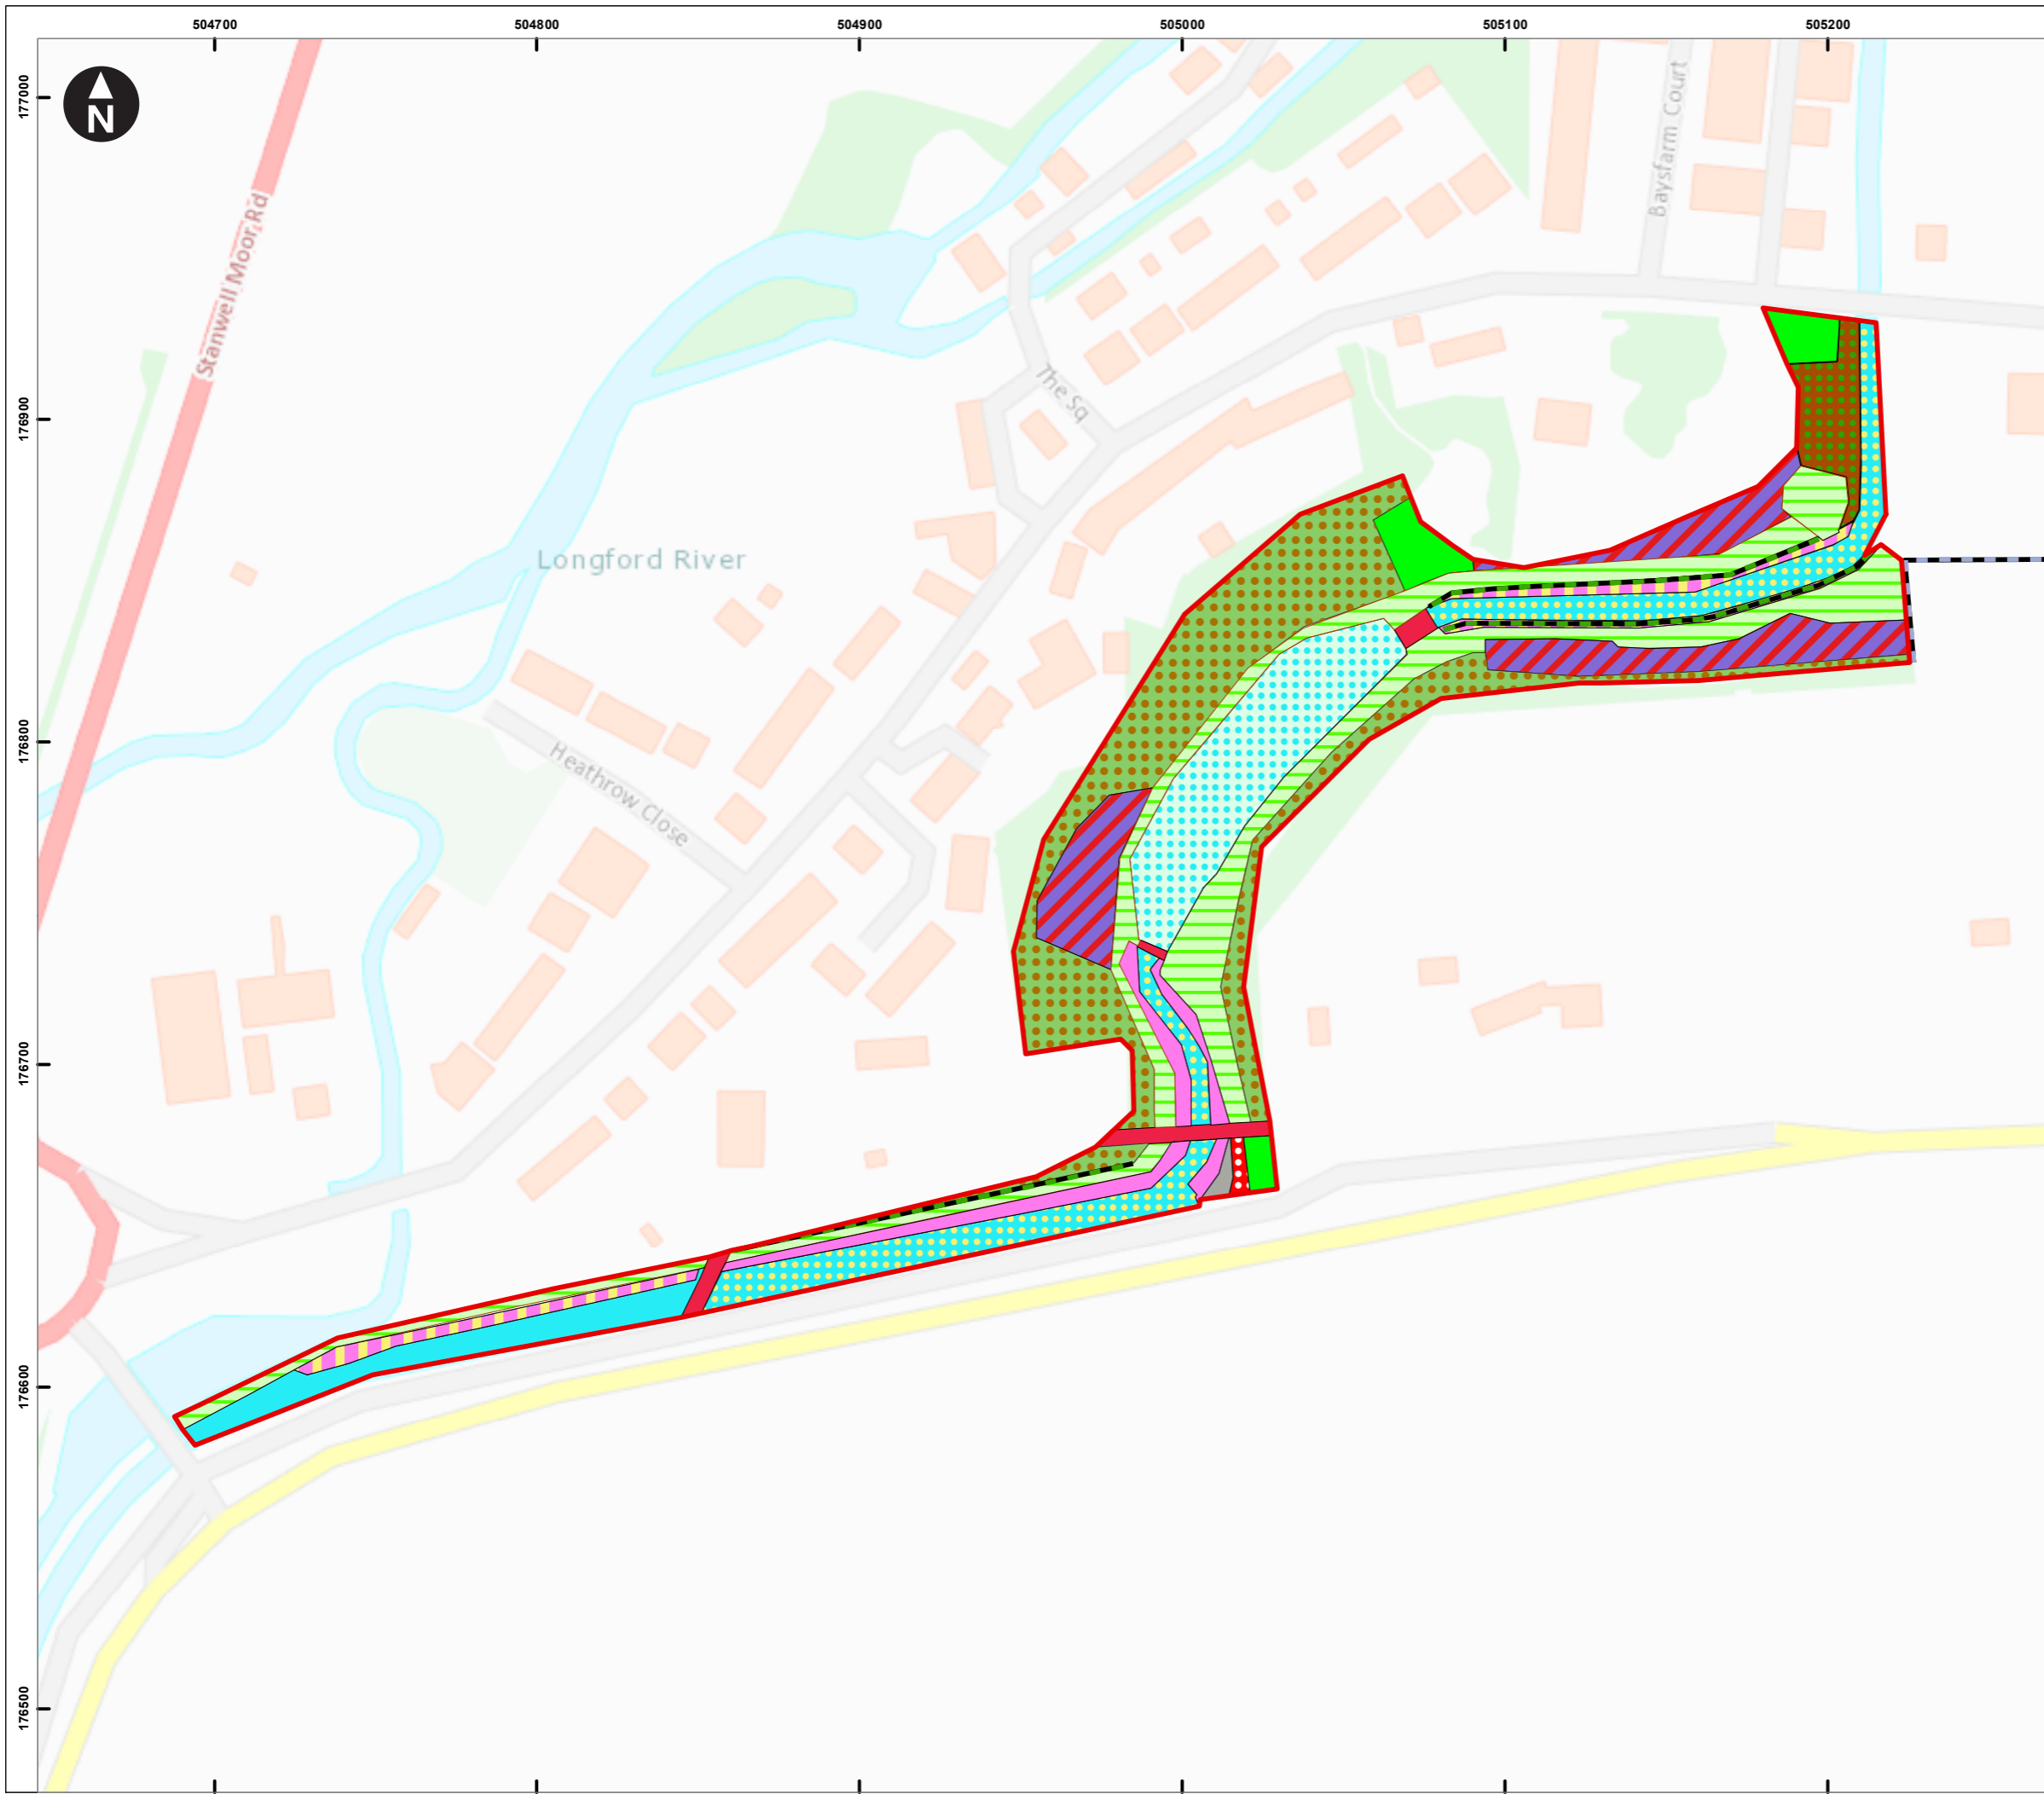 504700 504800 504900 505000 505100 505200
177000
N
Baysfarm Court
Stanwell Moor Rd
The Sq
176900
Longford River
176800
Heathrow Close
176700
176600
176500